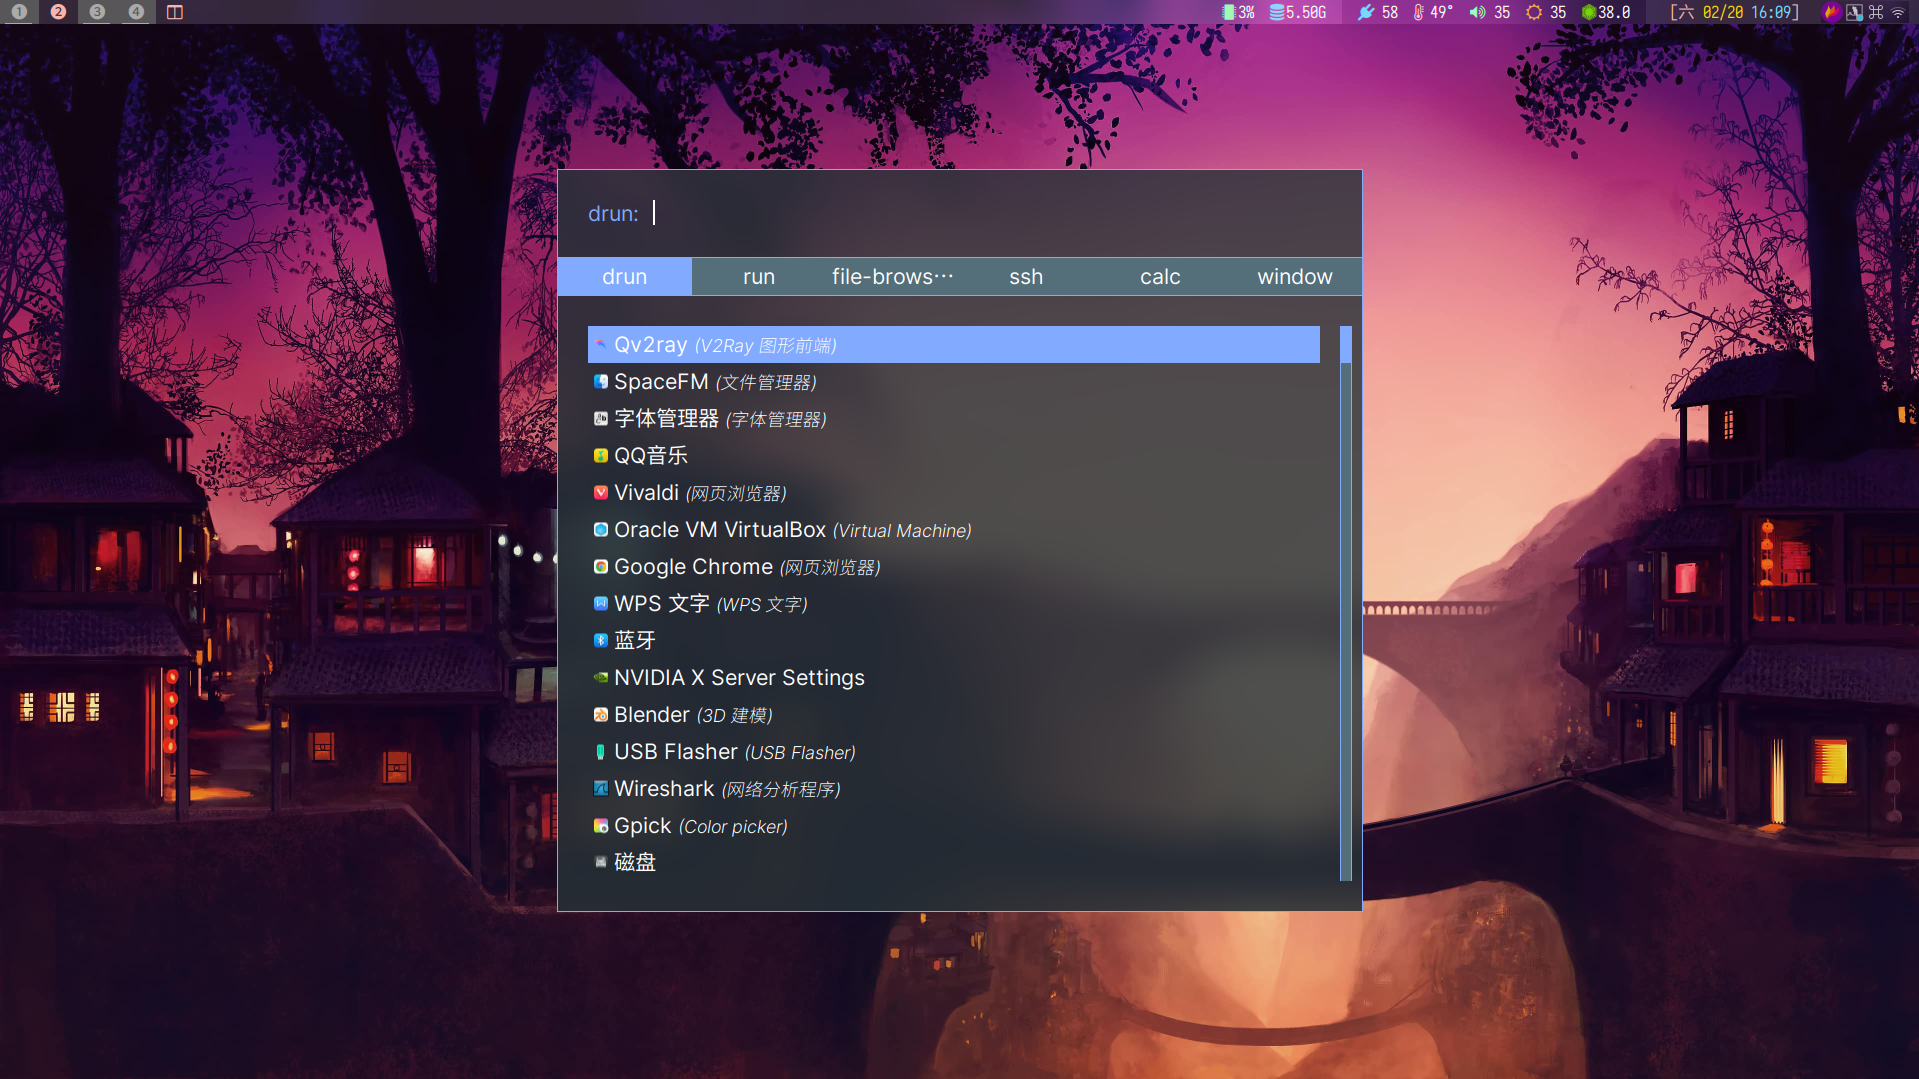 1 2 3 4 3% 5.50G 58 49° 35 35 38.0 [六 02/20 16:09]
drun:
drun run file-brows··· ssh calc window
Qv2ray (V2Ray 图形前端)
SpaceFM (文件管理器)
字体管理器 (字体管理器)
QQ音乐
Vivaldi (网页浏览器)
Oracle VM VirtualBox (Virtual Machine)
Google Chrome (网页浏览器)
WPS 文字 (WPS 文字)
蓝牙
NVIDIA X Server Settings
Blender (3D 建模)
USB Flasher (USB Flasher)
Wireshark (网络分析程序)
Gpick (Color picker)
磁盘